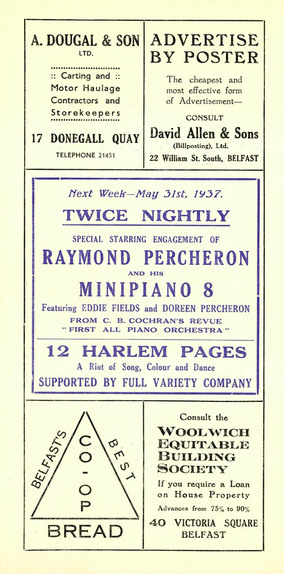 A. DOUGAL & SON
LTD.
:: Carting and ::
Motor Haulage
Contractors and
Storekeepers
17 DONEGALL QUAY
TELEPHONE 21451
ADVERTISE
BY POSTER
The cheapest and
most effective form
of Advertisement—
CONSULT
David Allen & Sons
(Billposting), Ltd.
22 William St. South, BELFAST
Next Week—May 31st, 1937.
TWICE NIGHTLY
SPECIAL STARRING ENGAGEMENT OF
RAYMOND PERCHERON
AND HIS
MINIPIANO 8
Featuring EDDIE FIELDS and DOREEN PERCHERON
FROM C. B. COCHRAN'S REVUE
"FIRST ALL PIANO ORCHESTRA"
12 HARLEM PAGES
A Riot of Song, Colour and Dance
SUPPORTED BY FULL VARIETY COMPANY
BELFAST'S
BEST
CO-OP
BREAD
Consult the
WOOLWICH
EQUITABLE
BUILDING
SOCIETY
If you require a Loan
on House Property
Advances from 75% to 90%
40 VICTORIA SQUARE
BELFAST